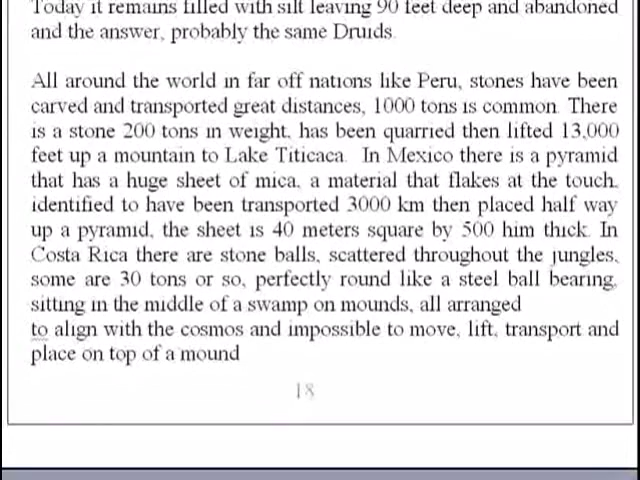 Today it remains filled with silt leaving 90 feet deep and abandoned
and the answer, probably the same Druids.
All around the world in far off nations like Peru, stones have been
carved and transported great distances, 1000 tons is common. There
is a stone 200 tons in weight, has been quarried then lifted 13,000
feet up a mountain to Lake Titicaca. In Mexico there is a pyramid
that has a huge sheet of mica, a material that flakes at the touch,
identified to have been transported 3000 km then placed half way
up a pyramid, the sheet is 40 meters square by 500 him thick. In
Costa Rica there are stone balls, scattered throughout the jungles,
some are 30 tons or so, perfectly round like a steel ball bearing,
sitting in the middle of a swamp on mounds, all arranged
to align with the cosmos and impossible to move, lift, transport and
place on top of a mound
18